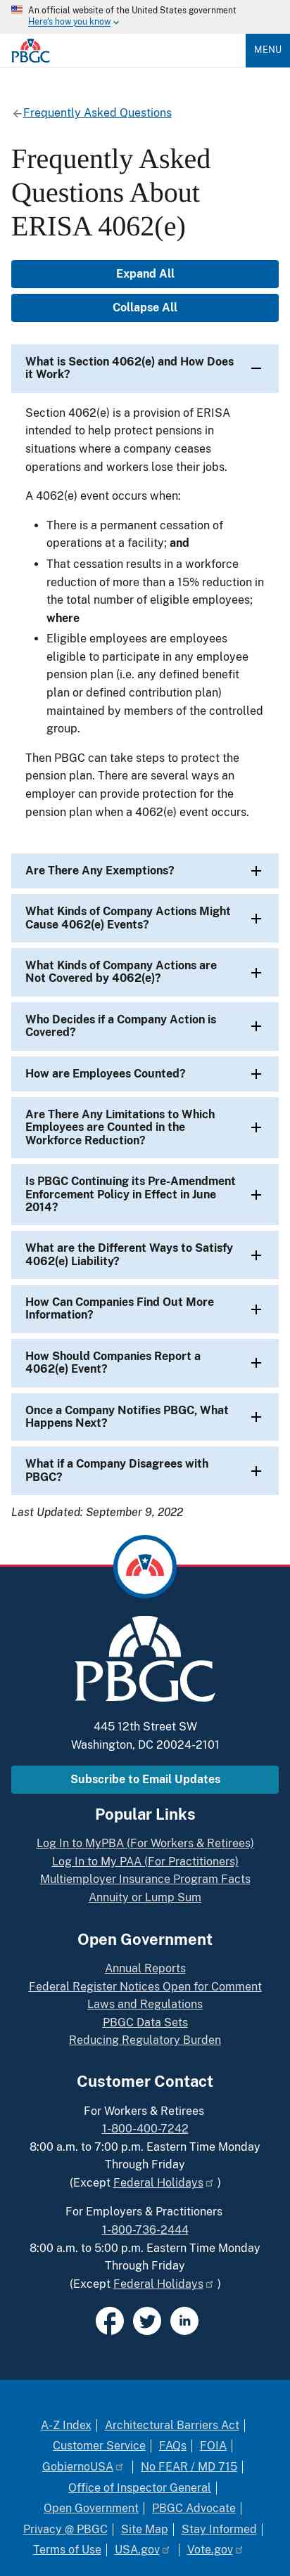 An official website of the United States government
Here's how you know
PBGC
MENU
Frequently Asked Questions
Frequently Asked
Questions About
ERISA 4062(e)
Expand All
Collapse All
What is Section 4062(e) and How Does
it Work?
Section 4062(e) is a provision of ERISA
intended to help protect pensions in
situations where a company ceases
operations and workers lose their jobs.
A 4062(e) event occurs when:
• There is a permanent cessation of
operations at a facility; and
• That cessation results in a workforce
reduction of more than a 15% reduction in
the total number of eligible employees;
where
• Eligible employees are employees
eligible to participate in any employee
pension plan (i.e. any defined benefit
plan or defined contribution plan)
maintained by members of the controlled
group.
Then PBGC can take steps to protect the
pension plan. There are several ways an
employer can provide protection for the
pension plan when a 4062(e) event occurs.
Are There Any Exemptions?
What Kinds of Company Actions Might
Cause 4062(e) Events?
What Kinds of Company Actions are
Not Covered by 4062(e)?
Who Decides if a Company Action is
Covered?
How are Employees Counted?
Are There Any Limitations to Which
Employees are Counted in the
Workforce Reduction?
Is PBGC Continuing its Pre-Amendment
Enforcement Policy in Effect in June
2014?
What are the Different Ways to Satisfy
4062(e) Liability?
How Can Companies Find Out More
Information?
How Should Companies Report a
4062(e) Event?
Once a Company Notifies PBGC, What
Happens Next?
What if a Company Disagrees with
PBGC?
Last Updated: September 9, 2022
PBGC
445 12th Street SW
Washington, DC 20024-2101
Subscribe to Email Updates
Popular Links
Log In to MyPBA (For Workers & Retirees)
Log In to My PAA (For Practitioners)
Multiemployer Insurance Program Facts
Annuity or Lump Sum
Open Government
Annual Reports
Federal Register Notices Open for Comment
Laws and Regulations
PBGC Data Sets
Reducing Regulatory Burden
Customer Contact
For Workers & Retirees
1-800-400-7242
8:00 a.m. to 7:00 p.m. Eastern Time Monday
Through Friday
(Except Federal Holidays )
For Employers & Practitioners
1-800-736-2444
8:00 a.m. to 5:00 p.m. Eastern Time Monday
Through Friday
(Except Federal Holidays )
in
A-Z Index | Architectural Barriers Act |
Customer Service | FAQs | FOIA |
GobiernoUSA | No FEAR / MD 715 |
Office of Inspector General |
Open Government | PBGC Advocate |
Privacy @ PBGC | Site Map | Stay Informed |
Terms of Use | USA.gov | Vote.gov